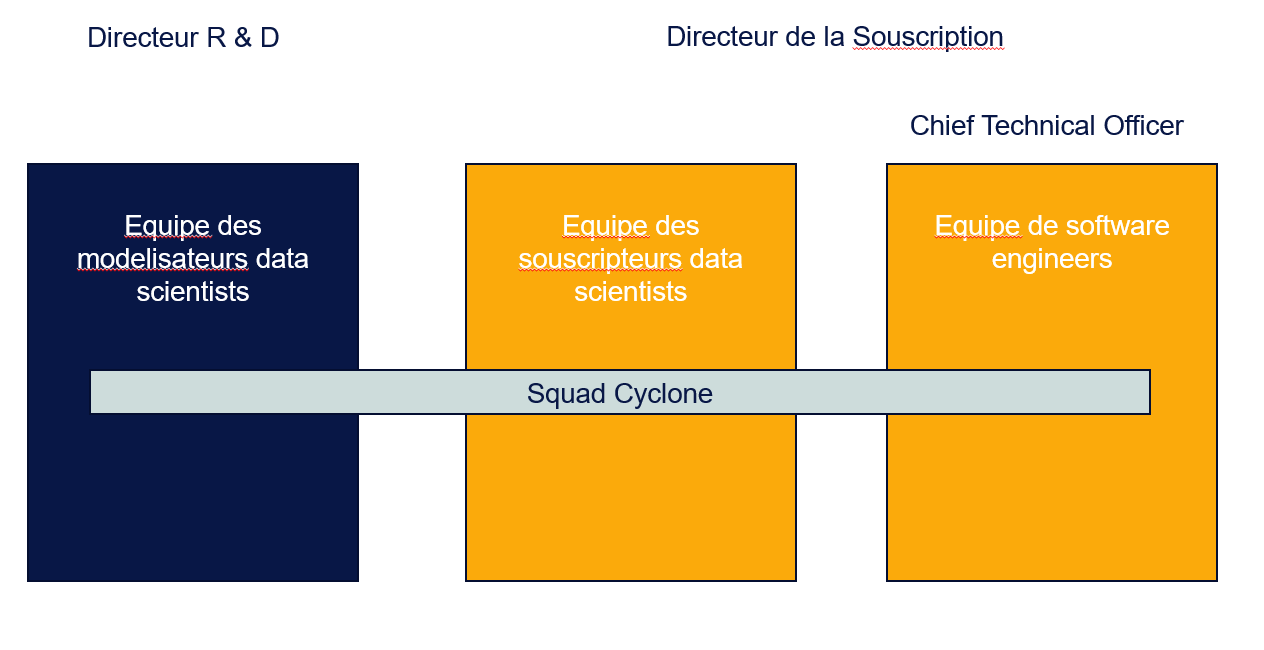 Directeur R & D
Directeur de la Souscription
Chief Technical Officer
Equipe des
modelisateurs data
scientists
Equipe des
souscripteurs data
scientists
Equipe de software
engineers
Squad Cyclone